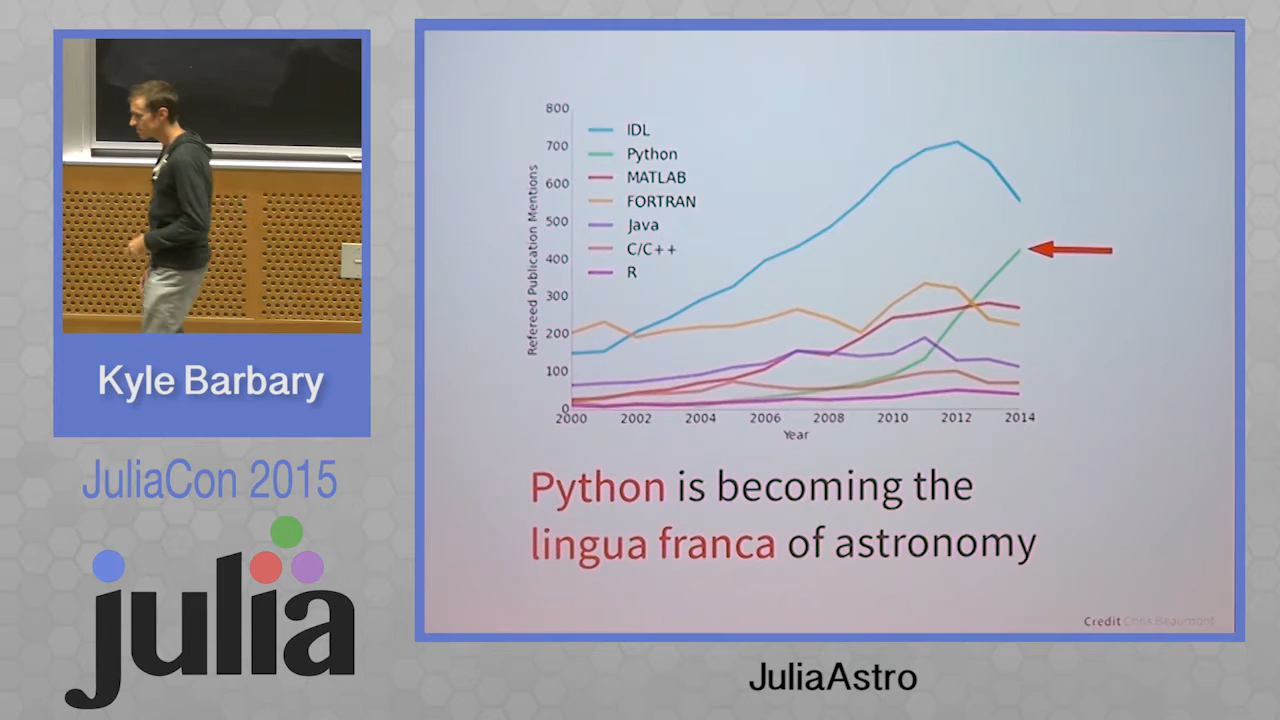 Kyle Barbary
JuliaCon 2015
julia
800
700
600
500
400
300
200
100
0
Refereed Publication Mentions
IDL
Python
MATLAB
FORTRAN
Java
C/C++
R
2000 2002 2004 2006 2008 2010 2012 2014
Year
Python is becoming the
lingua franca of astronomy
Credit Chris Beaumont
JuliaAstro